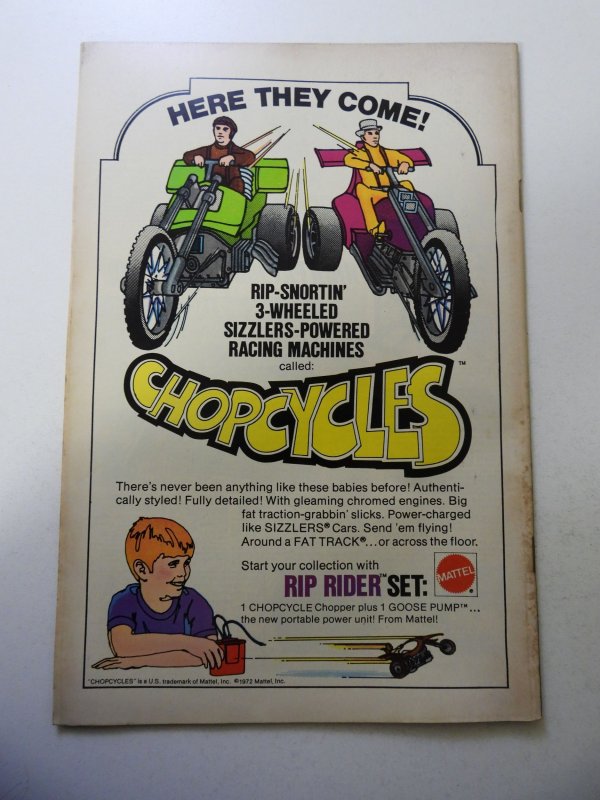 HERE THEY COME!
RIP-SNORTIN'
3-WHEELED
SIZZLERS-POWERED
RACING MACHINES
called:
CHOPCYCLES™
There's never been anything like these babies before! Authenti-
cally styled! Fully detailed! With gleaming chromed engines. Big
fat traction-grabbin' slicks. Power-charged
like SIZZLERS® Cars. Send 'em flying!
Around a FAT TRACK®...or across the floor.
Start your collection with
RIP RIDER™ SET:
MATTEL
1 CHOPCYCLE Chopper plus 1 GOOSE PUMP™...
the new portable power unit! From Mattel!
"CHOPCYCLES" is a U.S. trademark of Mattel, Inc. ©1972 Mattel, Inc.